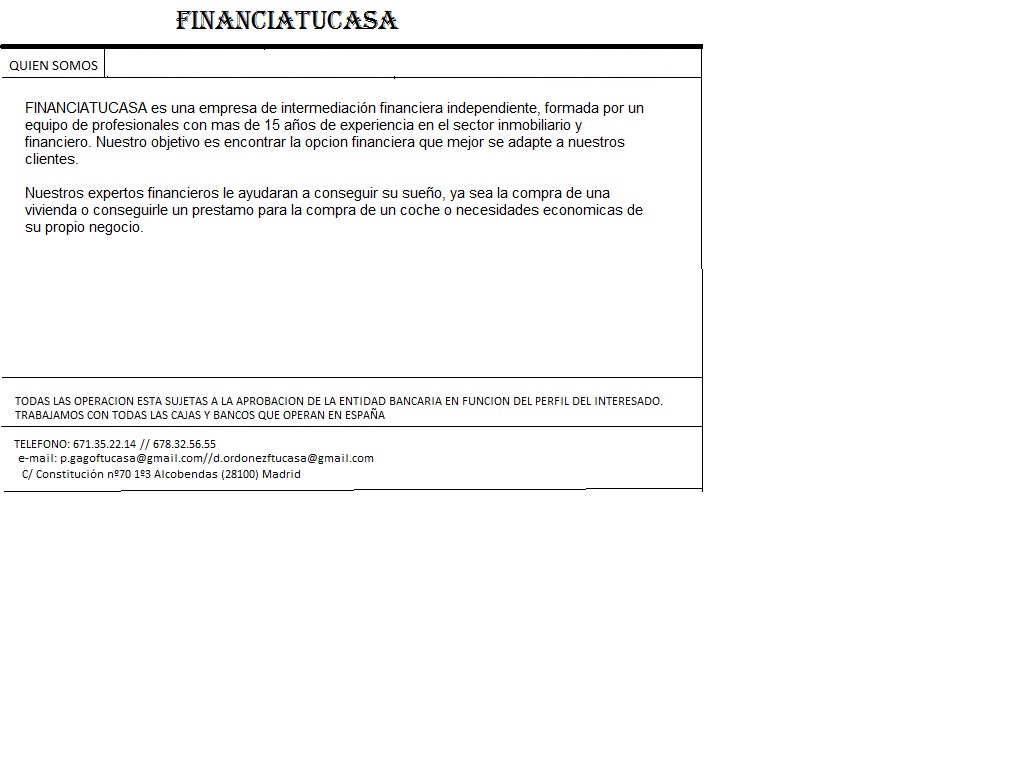 FINANCIATUCASA
QUIEN SOMOS
FINANCIATUCASA es una empresa de intermediación financiera independiente, formada por un
equipo de profesionales con mas de 15 años de experiencia en el sector inmobiliario y
financiero. Nuestro objetivo es encontrar la opcion financiera que mejor se adapte a nuestros
clientes.
Nuestros expertos financieros le ayudaran a conseguir su sueño, ya sea la compra de una
vivienda o conseguirle un prestamo para la compra de un coche o necesidades economicas de
su propio negocio.
TODAS LAS OPERACION ESTA SUJETAS A LA APROBACION DE LA ENTIDAD BANCARIA EN FUNCION DEL PERFIL DEL INTERESADO.
TRABAJAMOS CON TODAS LAS CAJAS Y BANCOS QUE OPERAN EN ESPAÑA
TELEFONO: 671.35.22.14 // 678.32.56.55
e-mail: p.gagoftucasa@gmail.com//d.ordonezftucasa@gmail.com
C/ Constitución nº70 1º3 Alcobendas (28100) Madrid